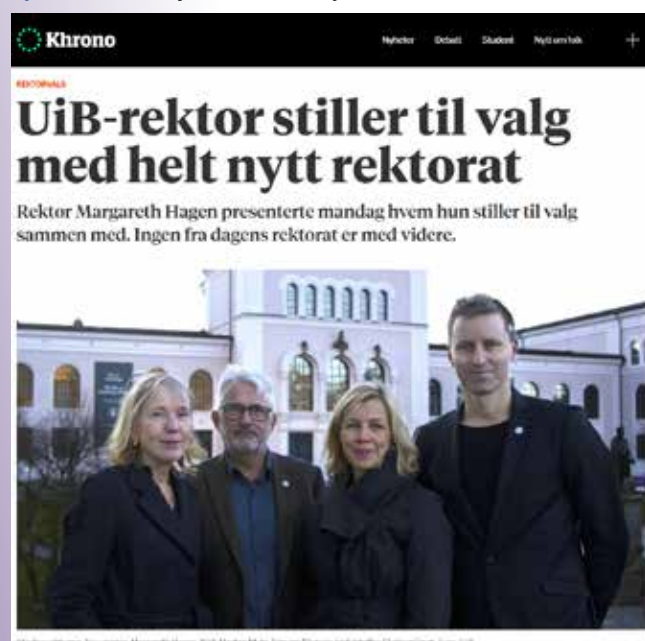 Khrono
Nyheter Debatt Student Nytt om folk +
REKTORVALG
UiB-rektor stiller til valg
med helt nytt rektorat
Rektor Margareth Hagen presenterte mandag hvem hun stiller til valg
sammen med. Ingen fra dagens rektorat er med videre.